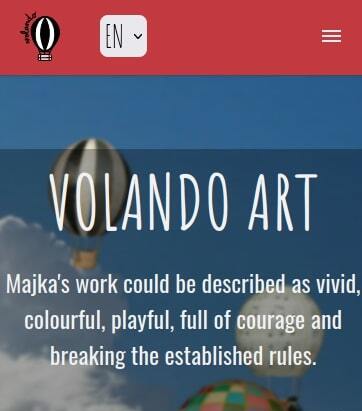 volando
EN
VOLANDO ART
Majka's work could be described as vivid,
colourful, playful, full of courage and
breaking the established rules.